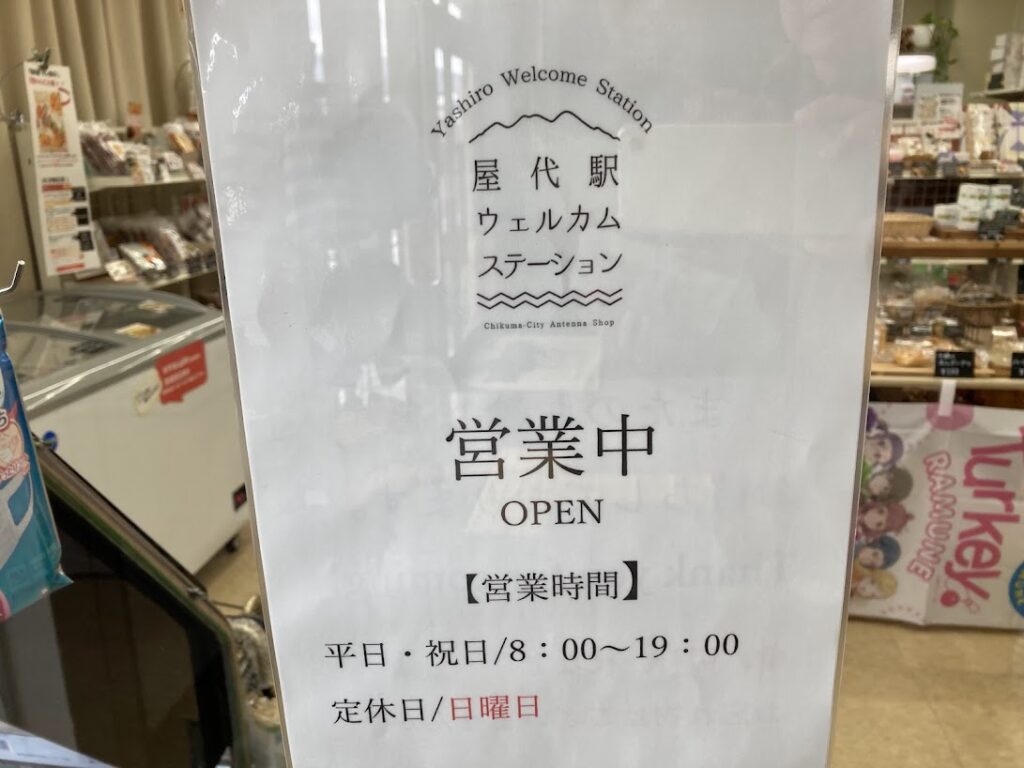 Yashiro Welcome Station
屋代駅
ウェルカム
ステーション
Chikuma-City Antenna Shop
営業中
OPEN
【営業時間】
平日・祝日/8：00～19：00
定休日/日曜日
Turkey!
RAMUNE